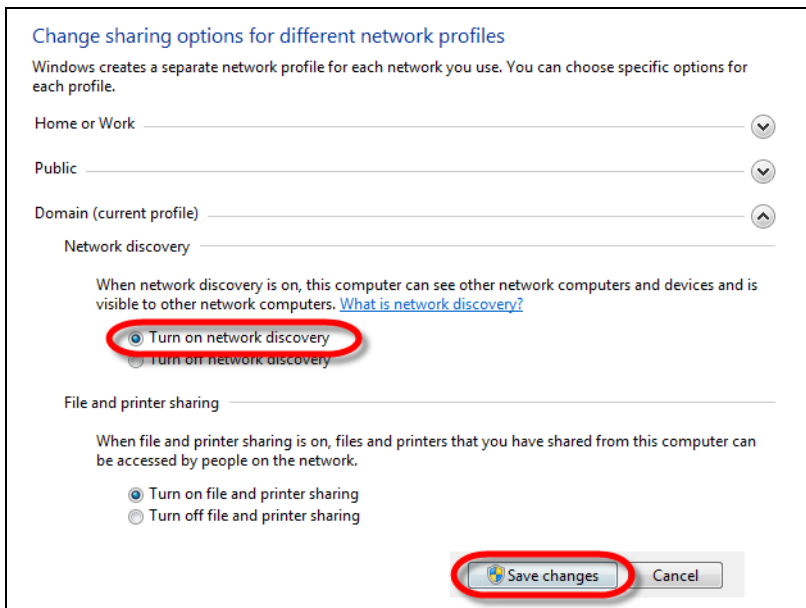 Change sharing options for different network profiles
Windows creates a separate network profile for each network you use. You can choose specific options for
each profile.
Home or Work
Public
Domain (current profile)
Network discovery
When network discovery is on, this computer can see other network computers and devices and is
visible to other network computers. What is network discovery?
Turn on network discovery
Turn off network discovery
File and printer sharing
When file and printer sharing is on, files and printers that you have shared from this computer can
be accessed by people on the network.
Turn on file and printer sharing
Turn off file and printer sharing
Save changes Cancel